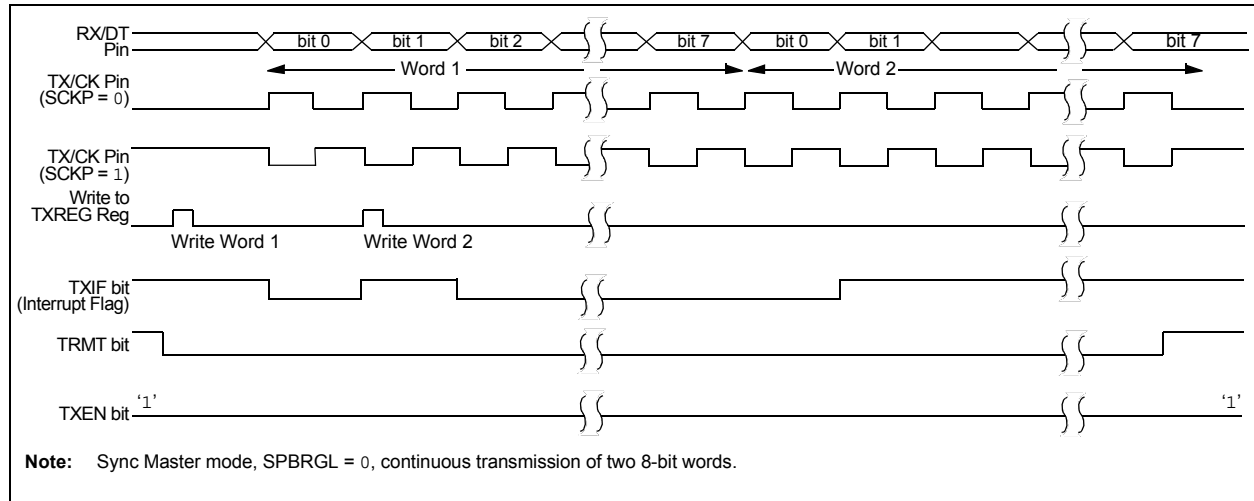 RX/DT
Pin
bit 0 bit 1 bit 2 bit 7 bit 0 bit 1 bit 7
Word 1 Word 2
TX/CK Pin
(SCKP = 0)
TX/CK Pin
(SCKP = 1)
Write to
TXREG Reg
Write Word 1 Write Word 2
TXIF bit
(Interrupt Flag)
TRMT bit
TXEN bit ‘1’ ‘1’
Note: Sync Master mode, SPBRGL = 0, continuous transmission of two 8-bit words.